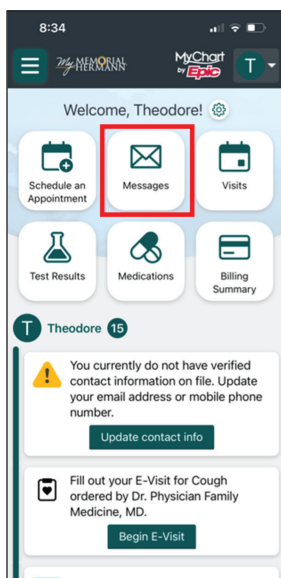 8:34
My MEMORIAL
HERMANN
MyChart
by Epic
T
Welcome, Theodore!
Schedule an
Appointment
Messages
Visits
Test Results
Medications
Billing
Summary
T Theodore 15
You currently do not have verified
contact information on file. Update
your email address or mobile phone
number.
Update contact info
Fill out your E-Visit for Cough
ordered by Dr. Physician Family
Medicine, MD.
Begin E-Visit